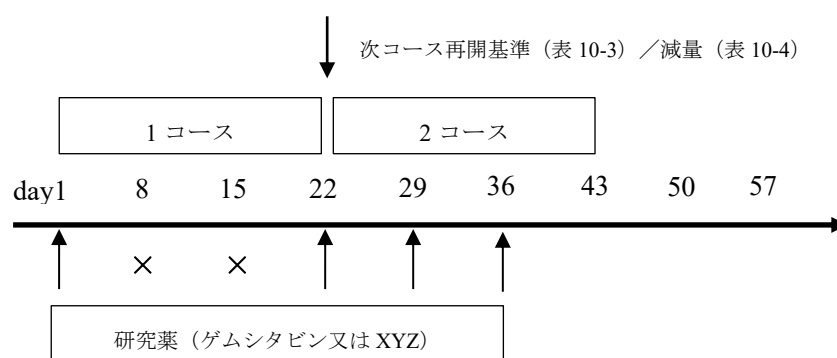 次コース再開基準（表 10-3）／減量（表 10-4）
1 コース 2 コース
day1 8 15 22 29 36 43 50 57
× ×
研究薬（ゲムシタビン又は XYZ）